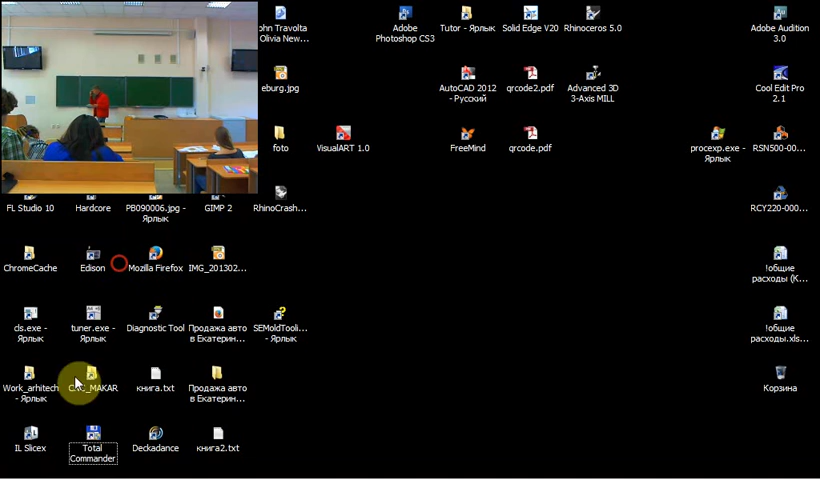 ohn Travolta
Olivia New...
Adobe
Photoshop CS3
Tutor - Ярлык
Solid Edge V20
Rhinoceros 5.0
Adobe Audition
3.0
eburg.jpg
AutoCAD 2012
- Русский
qrcode2.pdf
Advanced 3D
3-Axis MILL
Cool Edit Pro
2.1
foto
VisualART 1.0
FreeMind
qrcode.pdf
procexp.exe -
Ярлык
RSN500-00...
FL Studio 10
Hardcore
PB090006.jpg -
Ярлык
GIMP 2
RhinoCrash...
RCY220-000...
ChromeCache
Edison
Mozilla Firefox
IMG_201302...
!общие
расходы (К...
cls.exe -
Ярлык
tuner.exe -
Ярлык
Diagnostic Tool
Продажа авто
в Екатерин...
SEMoldTooli...
- Ярлык
!общие
расходы.xls...
Work_arhitech
- Ярлык
_MAKAR
книга.txt
Продажа авто
в Екатерин...
Корзина
IL Slicex
Total
Commander
Deckadance
книга2.txt